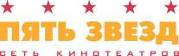 ПЯТЬ ЗВЕЗД
СЕТЬ КИНОТЕАТРОВ